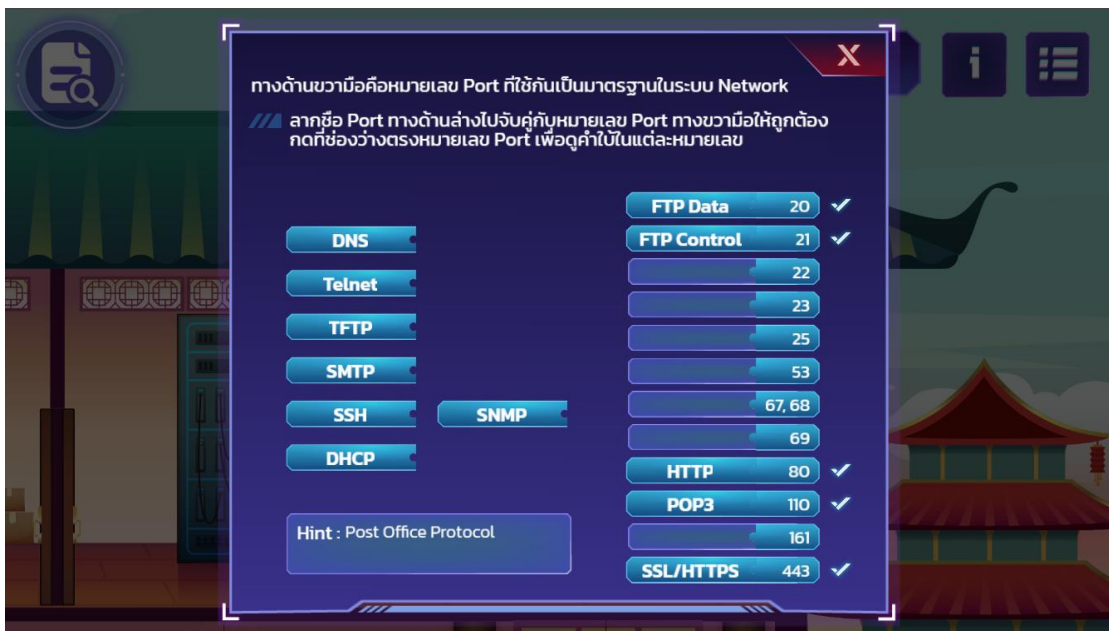 X
i
ทางด้านขวามือคือหมายเลข Port ที่ใช้กันเป็นมาตรฐานในระบบ Network
ลากชื่อ Port ทางด้านล่างไปจับคู่กับหมายเลข Port ทางขวามือให้ถูกต้อง
กดที่ช่องว่างตรงหมายเลข Port เพื่อดูคำใบ้ในแต่ละหมายเลข
DNS
Telnet
TFTP
SMTP
SSH
SNMP
DHCP
Hint : Post Office Protocol
FTP Data 20
FTP Control 21
22
23
25
53
67, 68
69
HTTP 80
POP3 110
161
SSL/HTTPS 443